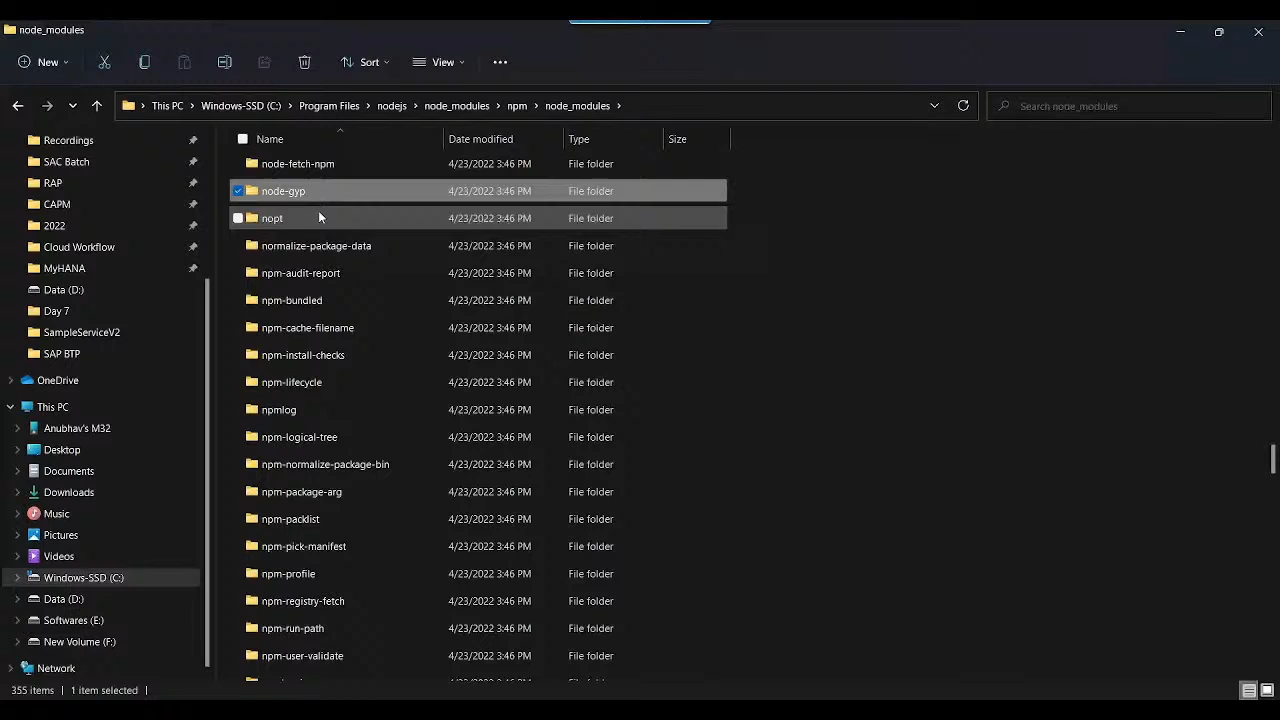 node_modules
New
Sort
View
This PC > Windows-SSD (C:) > Program Files > nodejs > node_modules > npm > node_modules >
Search node_modules
Recordings
SAC Batch
RAP
CAPM
2022
Cloud Workflow
MyHANA
Data (D:)
Day 7
SampleServiceV2
SAP BTP
OneDrive
This PC
Anubhav's M32
Desktop
Documents
Downloads
Music
Pictures
Videos
Windows-SSD (C:)
Data (D:)
Softwares (E:)
New Volume (F:)
Network
Name Date modified Type Size
node-fetch-npm 4/23/2022 3:46 PM File folder
node-gyp 4/23/2022 3:46 PM File folder
nopt 4/23/2022 3:46 PM File folder
normalize-package-data 4/23/2022 3:46 PM File folder
npm-audit-report 4/23/2022 3:46 PM File folder
npm-bundled 4/23/2022 3:46 PM File folder
npm-cache-filename 4/23/2022 3:46 PM File folder
npm-install-checks 4/23/2022 3:46 PM File folder
npm-lifecycle 4/23/2022 3:46 PM File folder
npmlog 4/23/2022 3:46 PM File folder
npm-logical-tree 4/23/2022 3:46 PM File folder
npm-normalize-package-bin 4/23/2022 3:46 PM File folder
npm-package-arg 4/23/2022 3:46 PM File folder
npm-packlist 4/23/2022 3:46 PM File folder
npm-pick-manifest 4/23/2022 3:46 PM File folder
npm-profile 4/23/2022 3:46 PM File folder
npm-registry-fetch 4/23/2022 3:46 PM File folder
npm-run-path 4/23/2022 3:46 PM File folder
npm-user-validate 4/23/2022 3:46 PM File folder
355 items | 1 item selected |